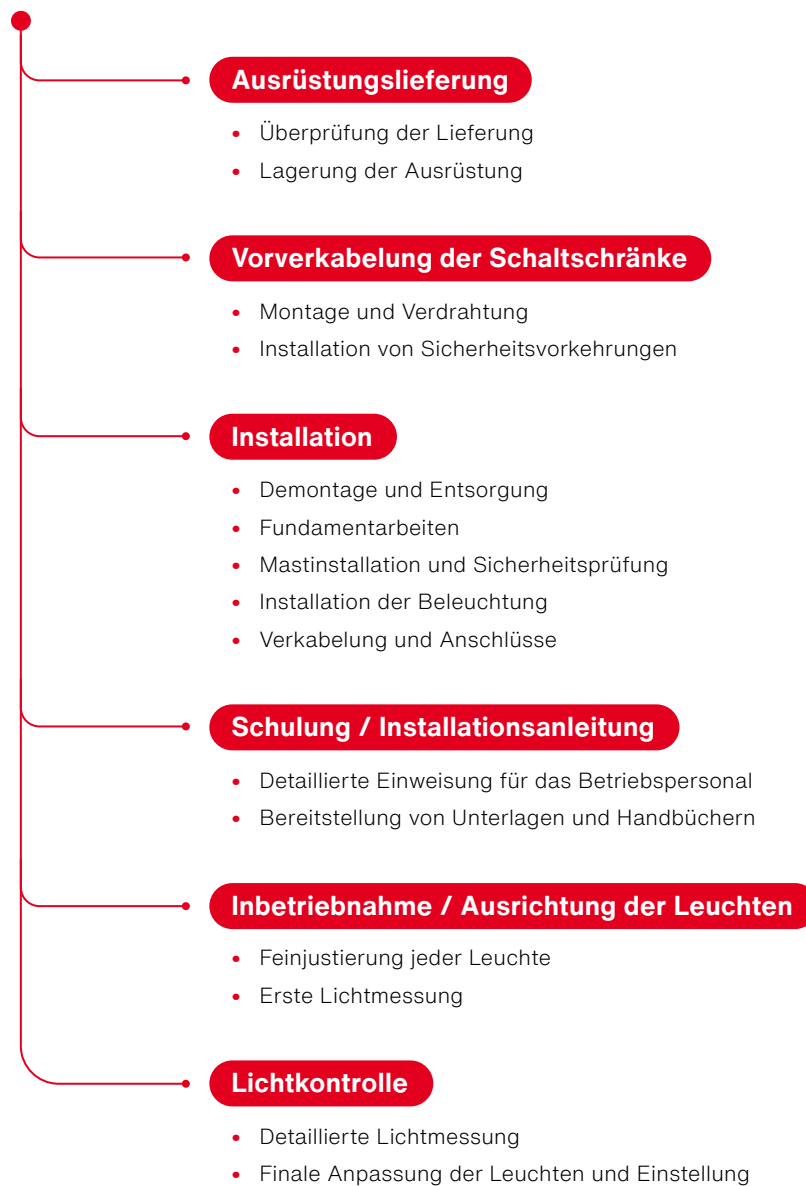 Ausrüstungslieferung
• Überprüfung der Lieferung
• Lagerung der Ausrüstung
Vorverkabelung der Schaltschränke
• Montage und Verdrahtung
• Installation von Sicherheitsvorkehrungen
Installation
• Demontage und Entsorgung
• Fundamentarbeiten
• Mastinstallation und Sicherheitsprüfung
• Installation der Beleuchtung
• Verkabelung und Anschlüsse
Schulung / Installationsanleitung
• Detaillierte Einweisung für das Betriebspersonal
• Bereitstellung von Unterlagen und Handbüchern
Inbetriebnahme / Ausrichtung der Leuchten
• Feinjustierung jeder Leuchte
• Erste Lichtmessung
Lichtkontrolle
• Detaillierte Lichtmessung
• Finale Anpassung der Leuchten und Einstellung